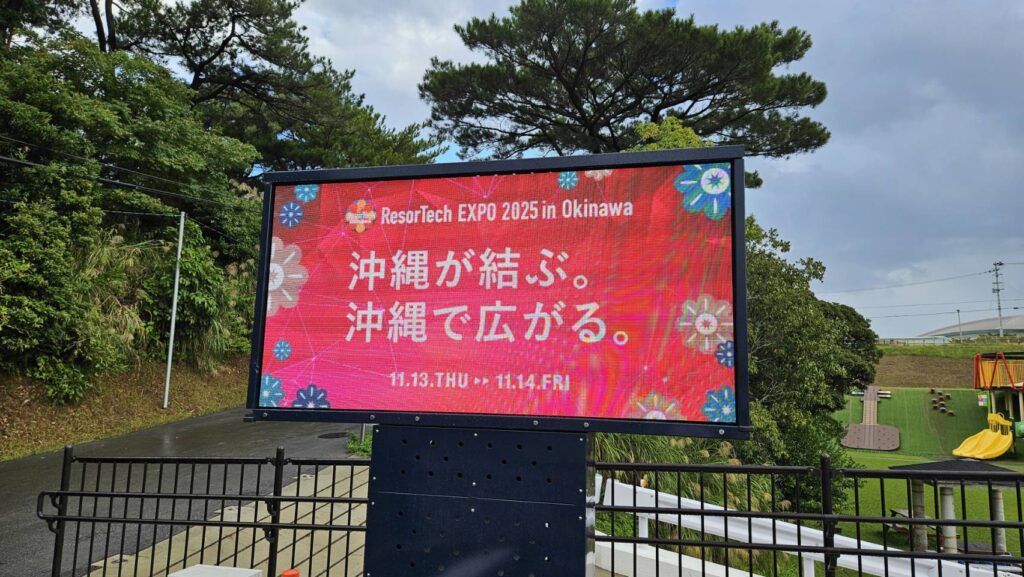 ResorTech EXPO 2025 in Okinawa
沖縄が結ぶ。
沖縄で広がる。
11.13.THU ▸▸ 11.14.FRI